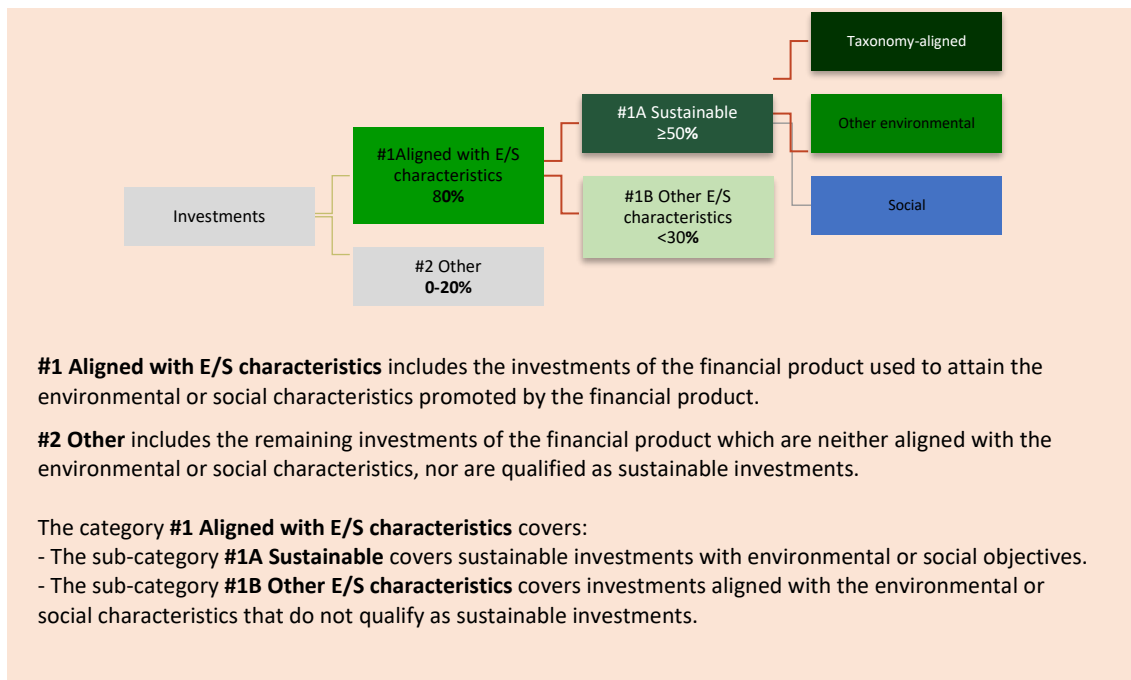 Taxonomy-aligned
#1A Sustainable
≥50%
Other environmental
#1Aligned with E/S
characteristics
80%
#1B Other E/S
characteristics
<30%
Social
Investments
#2 Other
0-20%
#1 Aligned with E/S characteristics includes the investments of the financial product used to attain the
environmental or social characteristics promoted by the financial product.
#2 Other includes the remaining investments of the financial product which are neither aligned with the
environmental or social characteristics, nor are qualified as sustainable investments.
The category #1 Aligned with E/S characteristics covers:
- The sub-category #1A Sustainable covers sustainable investments with environmental or social objectives.
- The sub-category #1B Other E/S characteristics covers investments aligned with the environmental or
social characteristics that do not qualify as sustainable investments.